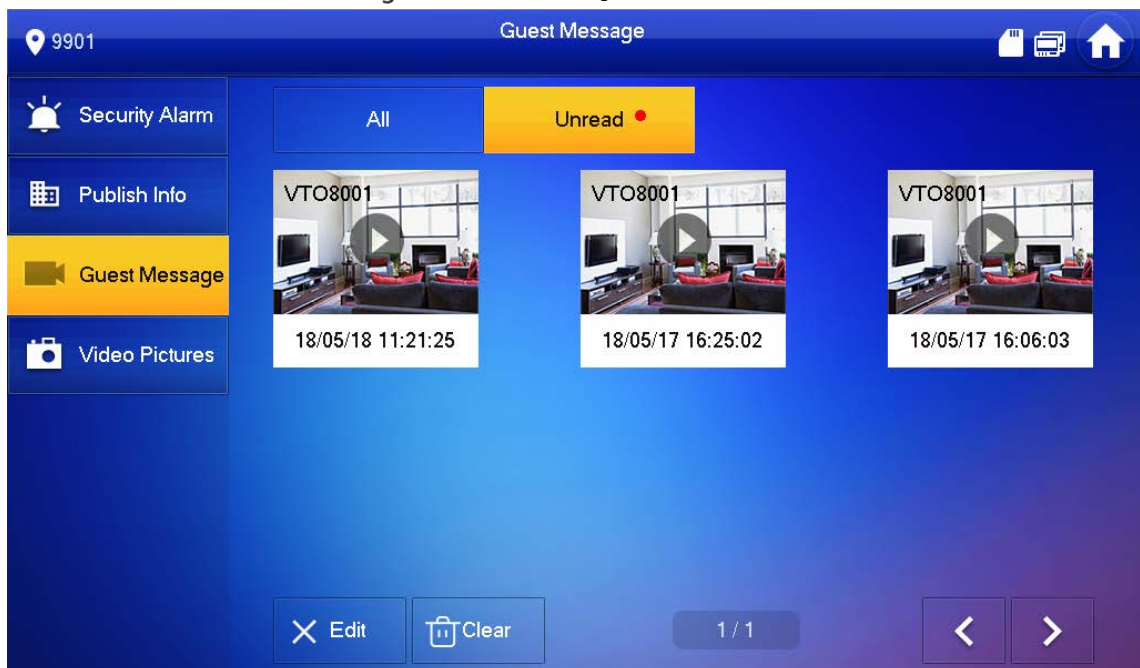 9901
Guest Message
Security Alarm
Publish Info
Guest Message
Video Pictures
All
Unread
VTO8001
VTO8001
VTO8001
18/05/18 11:21:25
18/05/17 16:25:02
18/05/17 16:06:03
Edit
Clear
1/1